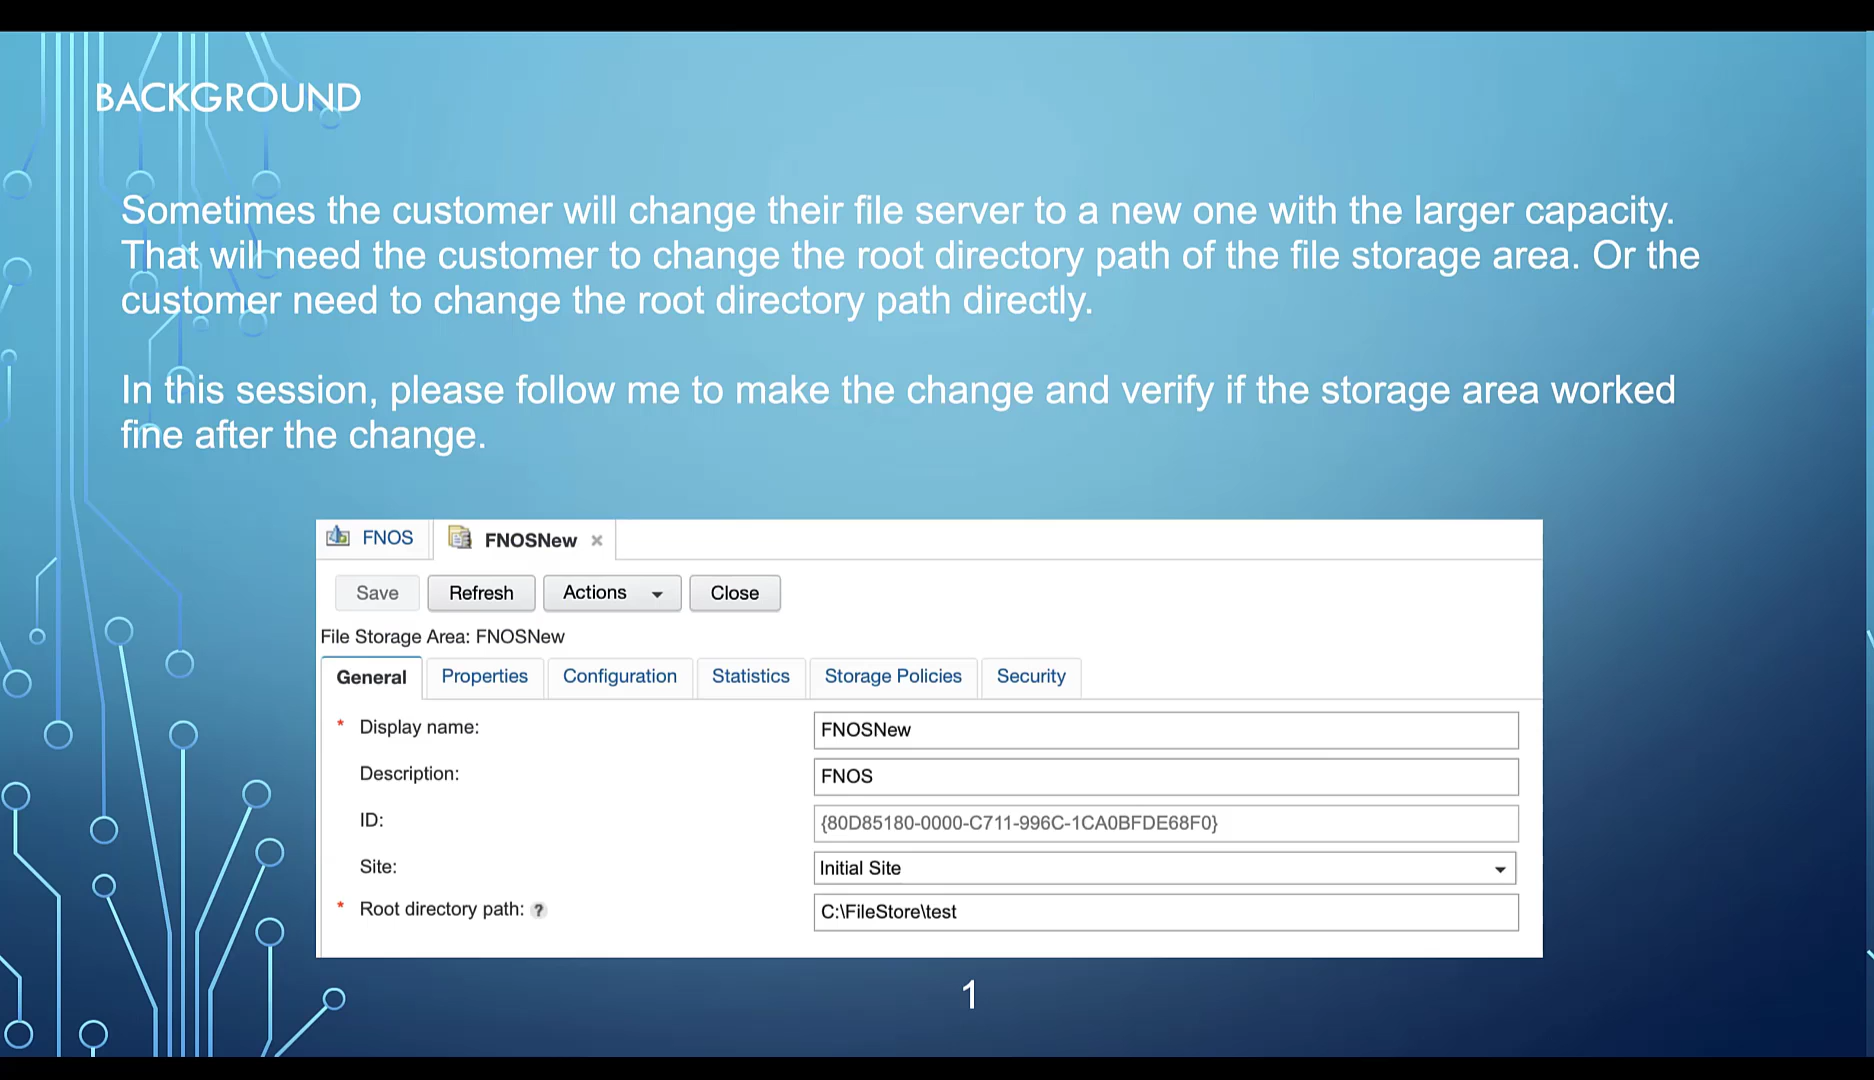 BACKGROUND
Sometimes the customer will change their file server to a new one with the larger capacity.
That will need the customer to change the root directory path of the file storage area. Or the
customer need to change the root directory path directly.
In this session, please follow me to make the change and verify if the storage area worked
fine after the change.
FNOS FNOSNew ×
Save Refresh Actions Close
File Storage Area: FNOSNew
General Properties Configuration Statistics Storage Policies Security
* Display name: FNOSNew
Description: FNOS
ID: {80D85180-0000-C711-996C-1CA0BFDE68F0}
Site: Initial Site
* Root directory path: ? C:\FileStore\test
1